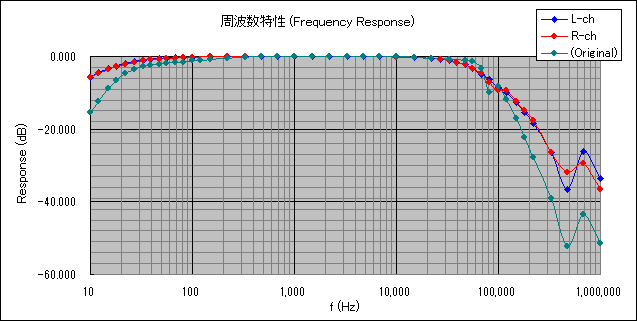 周波数特性 (Frequency Response)
L-ch
R-ch
(Original)
0.000
-20.000
-40.000
-60.000
Response (dB)
10
100
1,000
10,000
100,000
1,000,000
f (Hz)